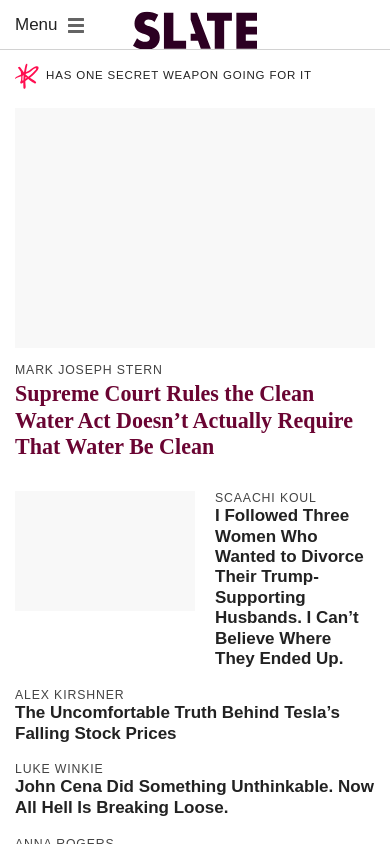 Menu
SLATE
HAS ONE SECRET WEAPON GOING FOR IT
MARK JOSEPH STERN
Supreme Court Rules the Clean
Water Act Doesn’t Actually Require
That Water Be Clean
SCAACHI KOUL
I Followed Three
Women Who
Wanted to Divorce
Their Trump-
Supporting
Husbands. I Can’t
Believe Where
They Ended Up.
ALEX KIRSHNER
The Uncomfortable Truth Behind Tesla’s
Falling Stock Prices
LUKE WINKIE
John Cena Did Something Unthinkable. Now
All Hell Is Breaking Loose.
ANNA ROGERS